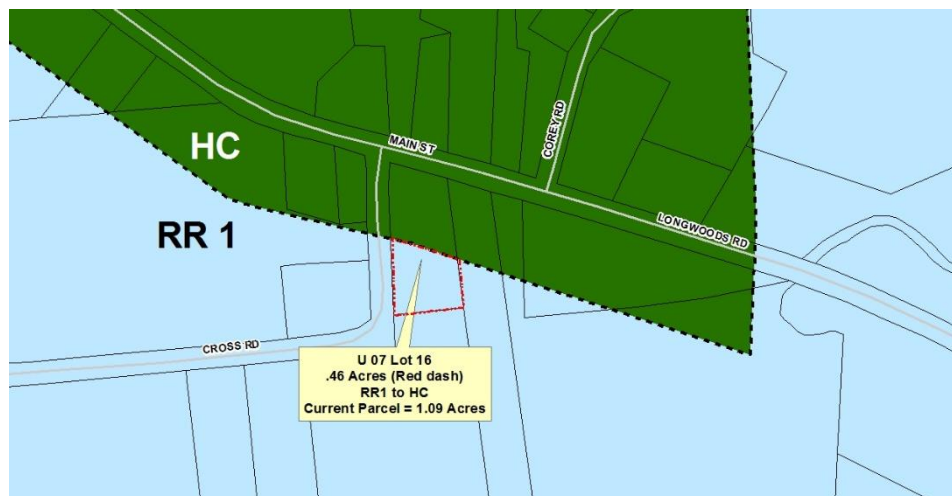 MAIN ST
COREY RD
HC
LONGWOODS RD
RR 1
CROSS RD
U 07 Lot 16
.46 Acres (Red dash)
RR1 to HC
Current Parcel = 1.09 Acres